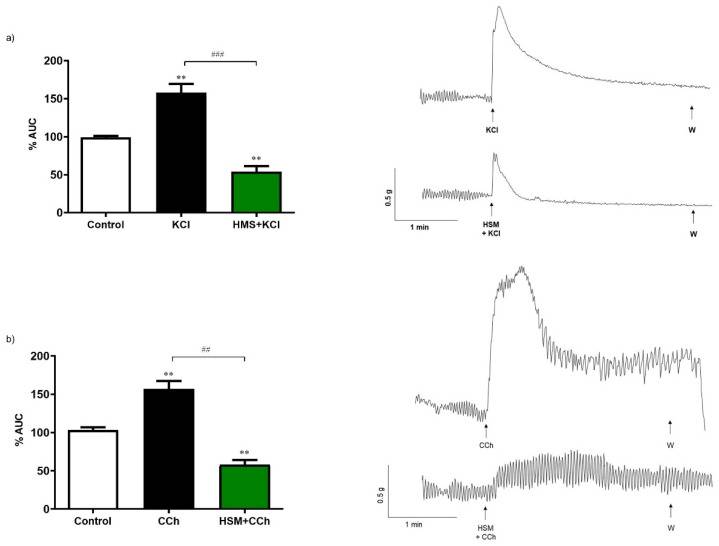 a)
% AUC
200
150
100
50
0
**
###
**
Control
KCl
HMS+KCl
KCl
W
0.5 g
1 min
HSM
+ KCl
W
b)
% AUC
200
150
100
50
0
**
##
**
Control
CCh
HSM+CCh
CCh
W
0.5 g
1 min
HSM
+ CCh
W